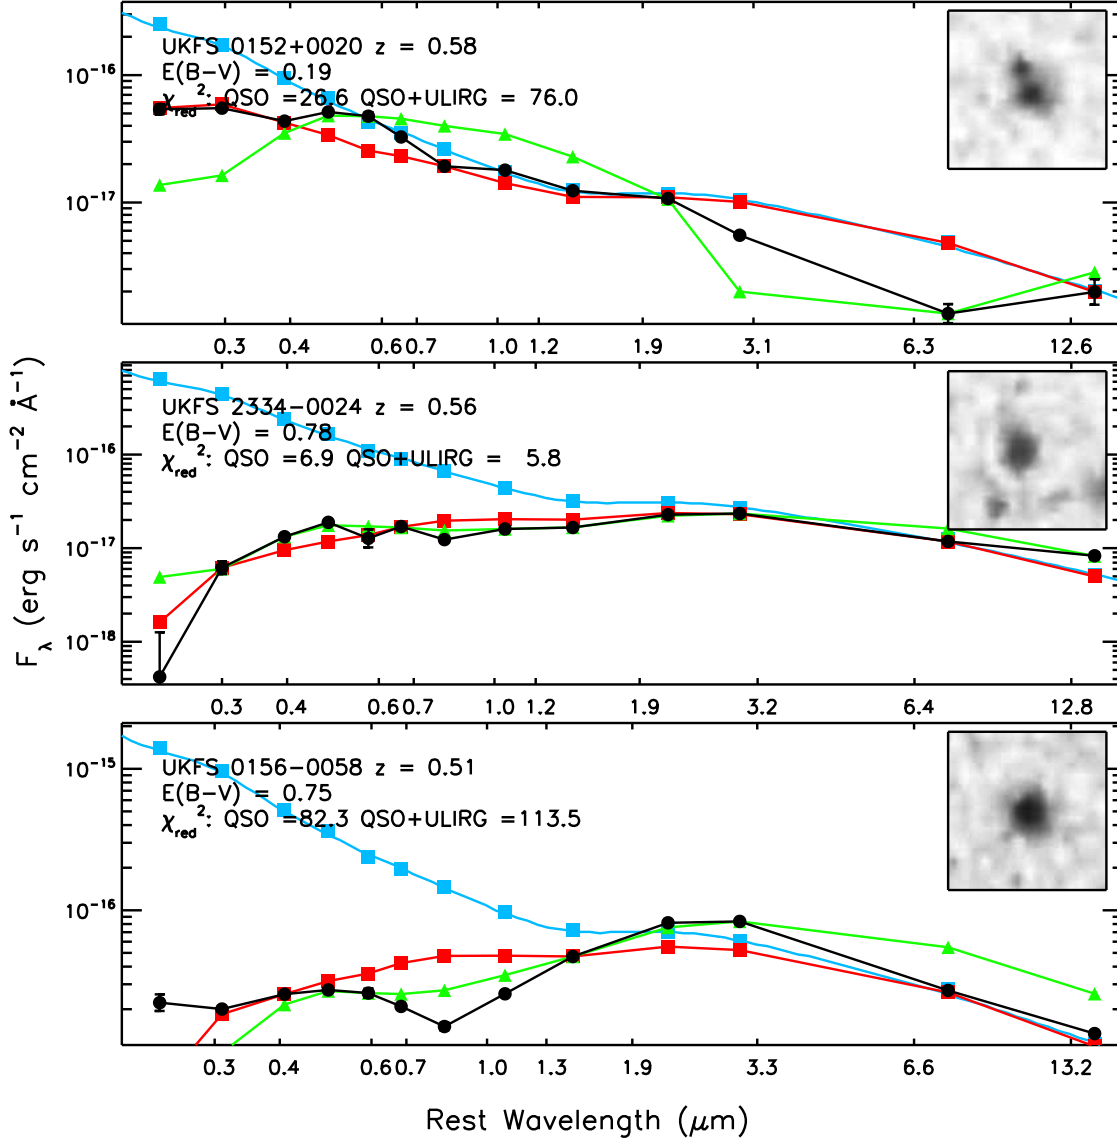 UKFS 0152+0020 z = 0.58
E(B−V) = 0.19
χred²: QSO =26.6 QSO+ULIRG = 76.0
10⁻¹⁶
10⁻¹⁷
0.3 0.4 0.6 0.7 1.0 1.2 1.9 3.1 6.3 12.6
UKFS 2334−0024 z = 0.56
E(B−V) = 0.78
χred²: QSO =6.9 QSO+ULIRG = 5.8
10⁻¹⁶
10⁻¹⁷
10⁻¹⁸
Fλ (erg s⁻¹ cm⁻² Å⁻¹)
0.3 0.4 0.6 0.7 1.0 1.2 1.9 3.2 6.4 12.8
UKFS 0156−0058 z = 0.51
E(B−V) = 0.75
χred²: QSO =82.3 QSO+ULIRG =113.5
10⁻¹⁵
10⁻¹⁶
0.3 0.4 0.6 0.7 1.0 1.3 1.9 3.3 6.6 13.2
Rest Wavelength (μm)